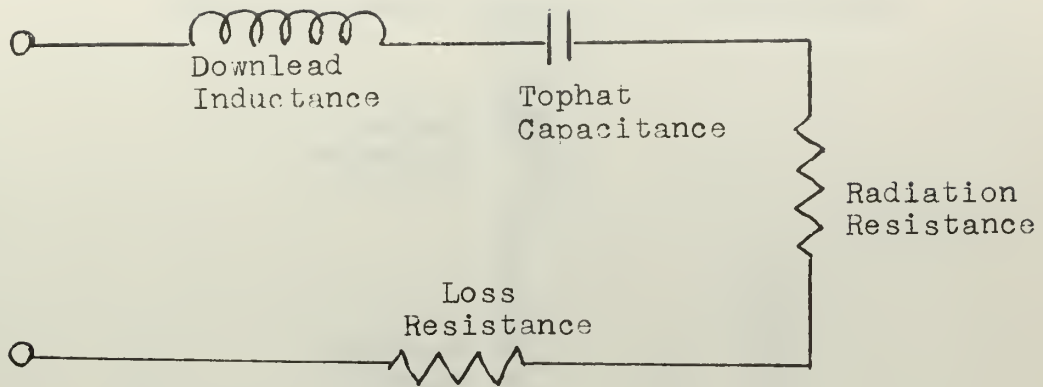 Downlead
Inductance
Tophat
Capacitance
Radiation
Resistance
Loss
Resistance